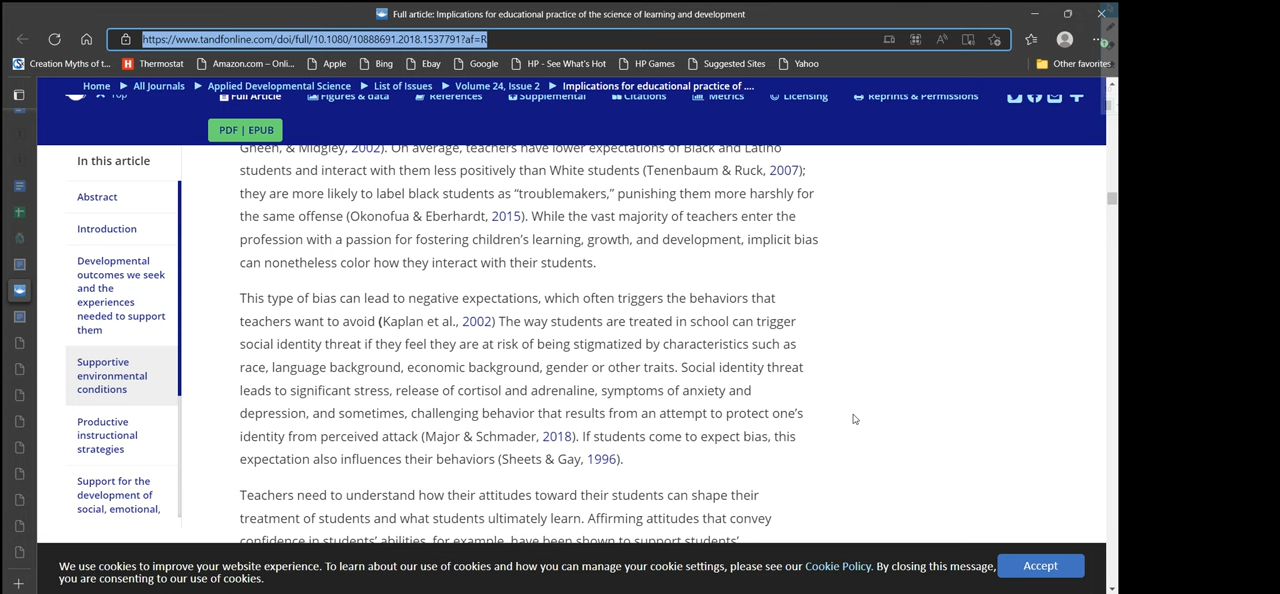 Full article: Implications for educational practice of the science of learning and development
https://www.tandfonline.com/doi/full/10.1080/10888691.2018.1537791?af=R
Creation Myths of t...
Thermostat
Amazon.com – Onli...
Apple
Bing
Ebay
Google
HP - See What's Hot
HP Games
Suggested Sites
Yahoo
Other favorites
Home
All Journals
Applied Developmental Science
List of Issues
Volume 24, Issue 2
Implications for educational practice of ....
Top
Full Article
Figures & data
References
Supplemental
Citations
Metrics
Licensing
Reprints & Permissions
PDF | EPUB
In this article
Abstract
Introduction
Developmental
outcomes we seek
and the
experiences
needed to support
them
Supportive
environmental
conditions
Productive
instructional
strategies
Support for the
development of
social, emotional,
Gheen, & Midgley, 2002). On average, teachers have lower expectations of Black and Latino
students and interact with them less positively than White students (Tenenbaum & Ruck, 2007);
they are more likely to label black students as “troublemakers,” punishing them more harshly for
the same offense (Okonofua & Eberhardt, 2015). While the vast majority of teachers enter the
profession with a passion for fostering children’s learning, growth, and development, implicit bias
can nonetheless color how they interact with their students.
This type of bias can lead to negative expectations, which often triggers the behaviors that
teachers want to avoid (Kaplan et al., 2002) The way students are treated in school can trigger
social identity threat if they feel they are at risk of being stigmatized by characteristics such as
race, language background, economic background, gender or other traits. Social identity threat
leads to significant stress, release of cortisol and adrenaline, symptoms of anxiety and
depression, and sometimes, challenging behavior that results from an attempt to protect one’s
identity from perceived attack (Major & Schmader, 2018). If students come to expect bias, this
expectation also influences their behaviors (Sheets & Gay, 1996).
Teachers need to understand how their attitudes toward their students can shape their
treatment of students and what students ultimately learn. Affirming attitudes that convey
confidence in students’ abilities, for example, have been shown to support students’
We use cookies to improve your website experience. To learn about our use of cookies and how you can manage your cookie settings, please see our Cookie Policy. By closing this message,
you are consenting to our use of cookies.
Accept